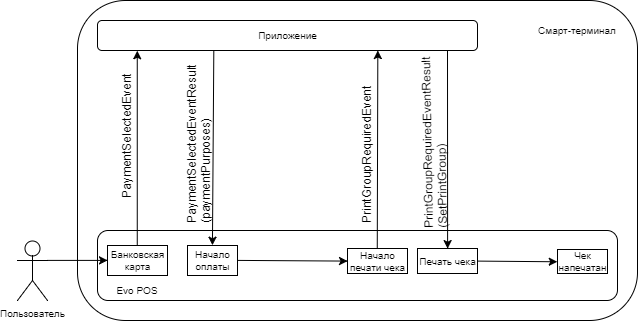 Смарт-терминал
Приложение
PaymentSelectedEvent
PaymentSelectedEventResult
(paymentPurposes)
PrintGroupRequiredEvent
PrintGroupRequiredEventResult
(SetPrintGroup)
Банковская
карта
Начало
оплаты
Начало
печати чека
Печать чека
Чек
напечатан
Evo POS
Пользователь